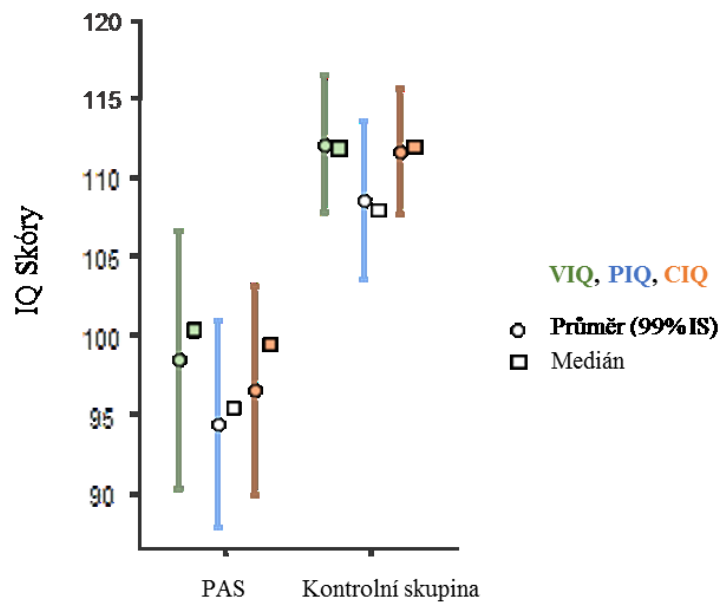 120
115
110
105
100
95
90
IQ Skóry
PAS
Kontrolní skupina
VIQ, PIQ, CIQ
Průměr (99%IS)
Medián